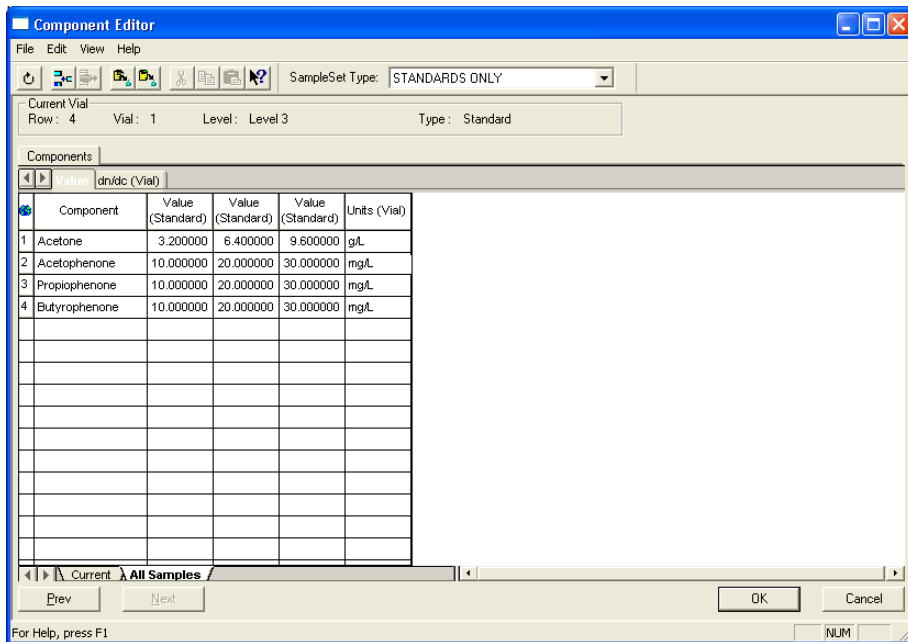 Component Editor
File Edit View Help
SampleSet Type: STANDARDS ONLY
Current Vial
Row : 4 Vial : 1 Level : Level 3 Type : Standard
Components
Value dn/dc (Vial)
Component Value (Standard) Value (Standard) Value (Standard) Units (Vial)
1 Acetone 3.200000 6.400000 9.600000 g/L
2 Acetophenone 10.000000 20.000000 30.000000 mg/L
3 Propiophenone 10.000000 20.000000 30.000000 mg/L
4 Butyrophenone 10.000000 20.000000 30.000000 mg/L
Current All Samples
Prev Next OK Cancel
For Help, press F1 NUM